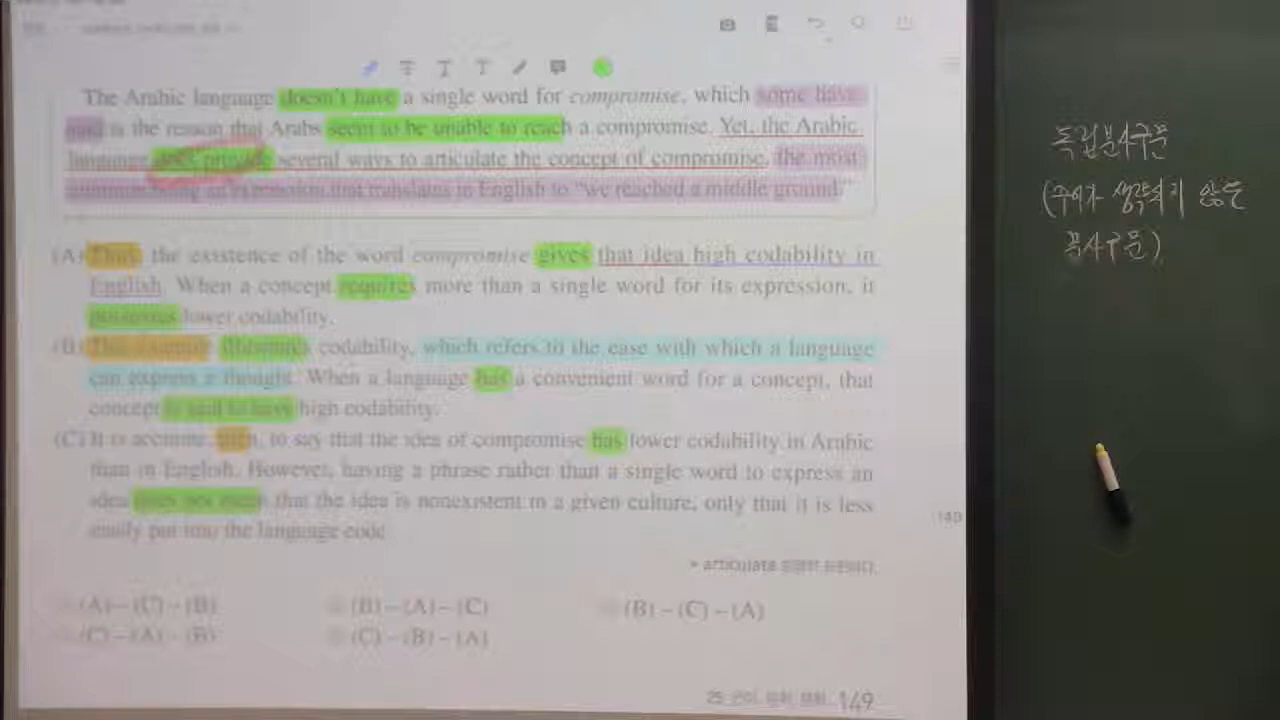 The Arabic language doesn't have a single word for compromise, which some have
said is the reason that Arabs seem to be unable to reach a compromise. Yet, the Arabic
language does provide several ways to articulate the concept of compromise, the most
an expression that translates in English to "we reached a middle ground."
(A) Thus, the existence of the word compromise gives that idea high codability in
English. When a concept requires more than a single word for its expression, it
possesses lower codability.
(B) This example illustrates codability, which refers to the ease with which a language
can express a thought. When a language has a convenient word for a concept, that
concept is said to have high codability.
(C) It is accurate, then, to say that the idea of compromise has lower codability in Arabic
than in English. However, having a phrase rather than a single word to express an
idea does not mean that the idea is nonexistent in a given culture, only that it is less
easily put into the language code.
* articulate
① (A)-(C)-(B) ② (B)-(A)-(C) ③ (B)-(C)-(A)
④ (C)-(A)-(B) ⑤ (C)-(B)-(A)
149
독립분사구문
(주어가 생략되지 않은
분사구문)